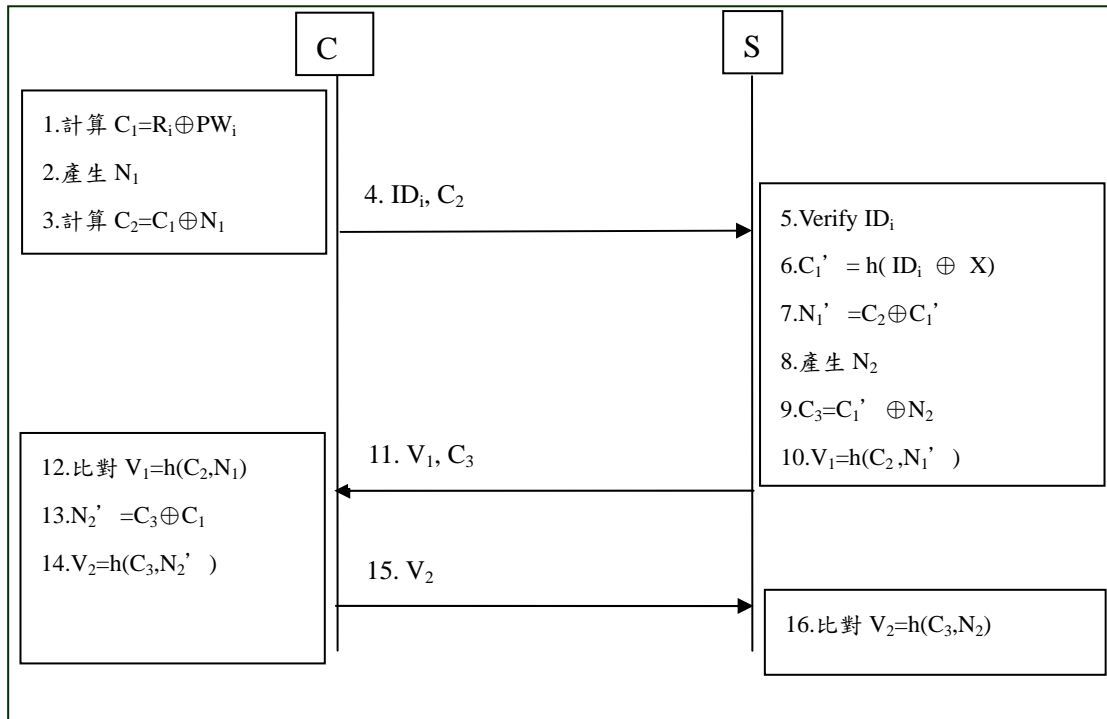 C
S
1.計算 C₁=Rᵢ⊕PWᵢ
2.產生 N₁
3.計算 C₂=C₁⊕N₁
4. IDᵢ, C₂
5.Verify IDᵢ
6.C₁’ = h( IDᵢ ⊕ X)
7.N₁’ =C₂⊕C₁’
8.產生 N₂
9.C₃=C₁’ ⊕N₂
10.V₁=h(C₂,N₁’ )
11. V₁, C₃
12.比對 V₁=h(C₂,N₁)
13.N₂’ =C₃⊕C₁
14.V₂=h(C₃,N₂’ )
15. V₂
16.比對 V₂=h(C₃,N₂)